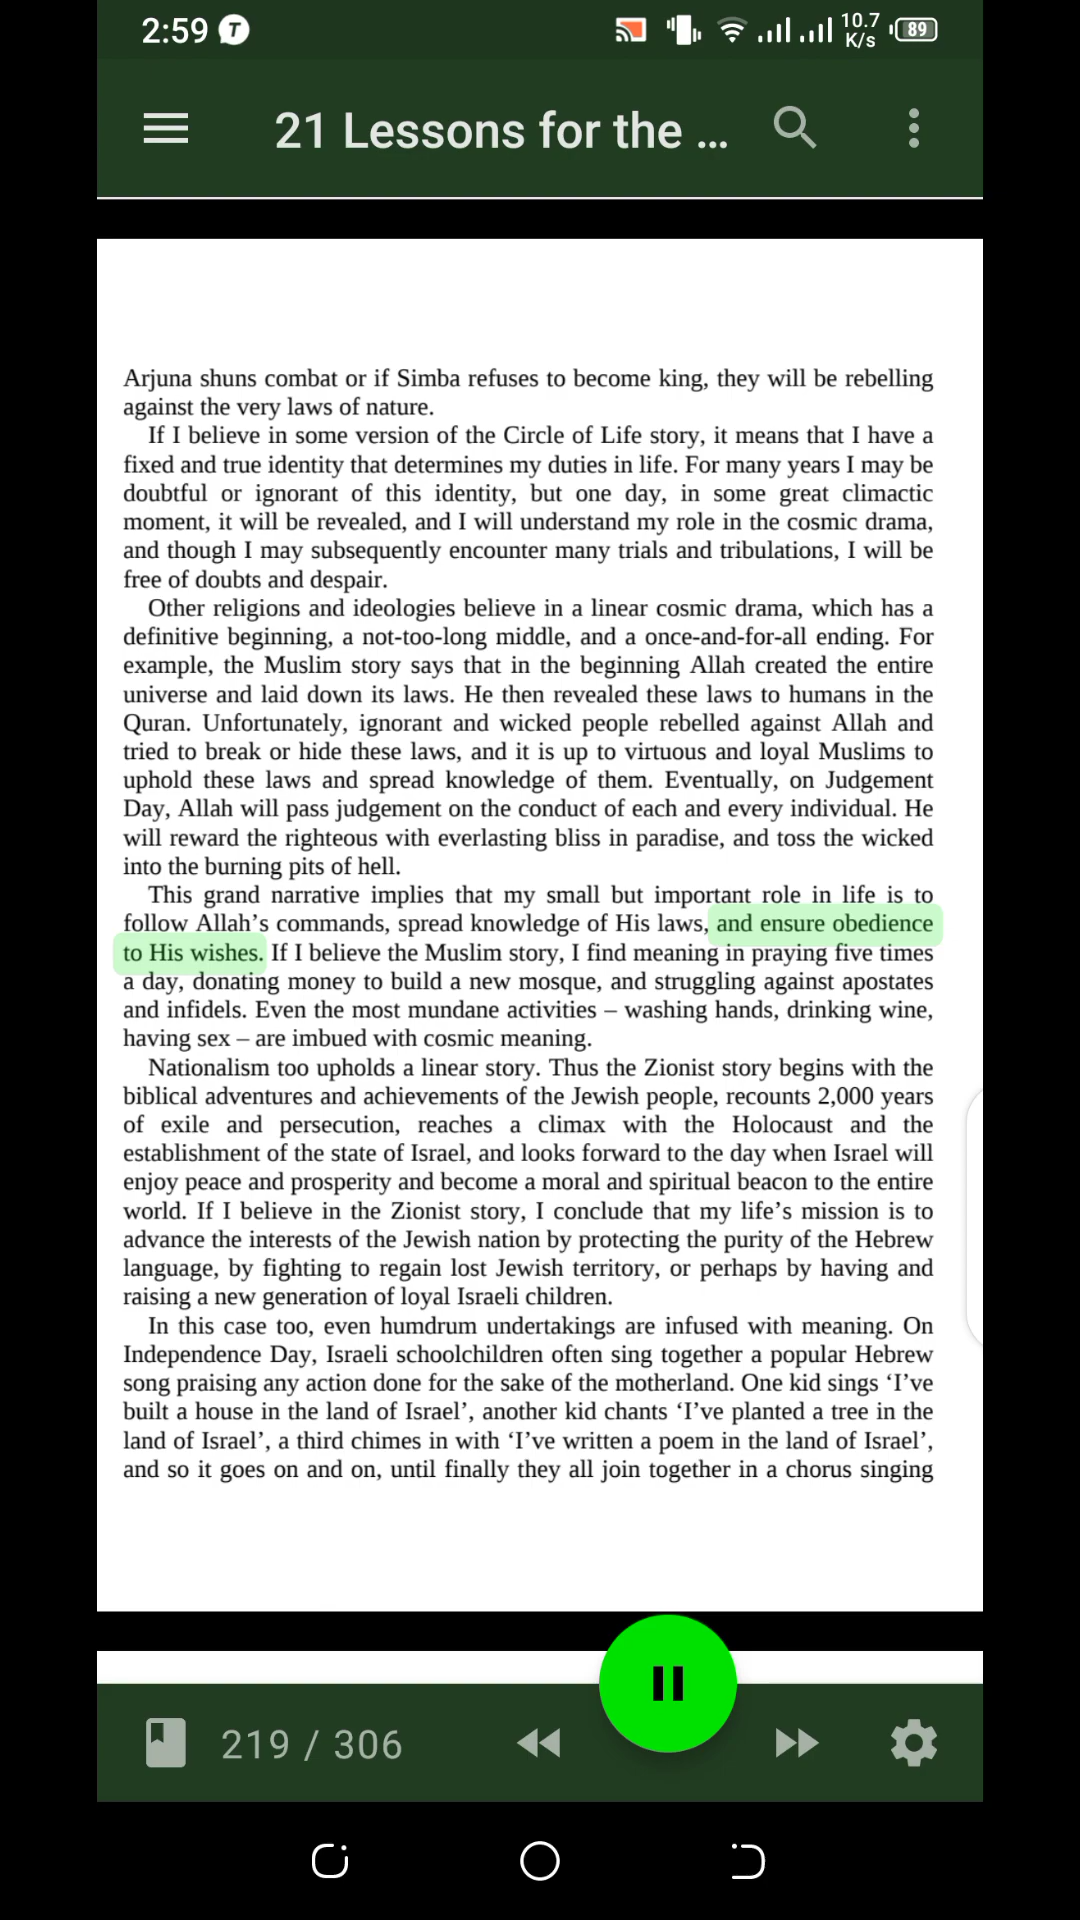 2:59
10.7
K/s
89
21 Lessons for the ...
Arjuna shuns combat or if Simba refuses to become king, they will be rebelling
against the very laws of nature.
If I believe in some version of the Circle of Life story, it means that I have a
fixed and true identity that determines my duties in life. For many years I may be
doubtful or ignorant of this identity, but one day, in some great climactic
moment, it will be revealed, and I will understand my role in the cosmic drama,
and though I may subsequently encounter many trials and tribulations, I will be
free of doubts and despair.
Other religions and ideologies believe in a linear cosmic drama, which has a
definitive beginning, a not-too-long middle, and a once-and-for-all ending. For
example, the Muslim story says that in the beginning Allah created the entire
universe and laid down its laws. He then revealed these laws to humans in the
Quran. Unfortunately, ignorant and wicked people rebelled against Allah and
tried to break or hide these laws, and it is up to virtuous and loyal Muslims to
uphold these laws and spread knowledge of them. Eventually, on Judgement
Day, Allah will pass judgement on the conduct of each and every individual. He
will reward the righteous with everlasting bliss in paradise, and toss the wicked
into the burning pits of hell.
This grand narrative implies that my small but important role in life is to
follow Allah’s commands, spread knowledge of His laws, and ensure obedience
to His wishes. If I believe the Muslim story, I find meaning in praying five times
a day, donating money to build a new mosque, and struggling against apostates
and infidels. Even the most mundane activities – washing hands, drinking wine,
having sex – are imbued with cosmic meaning.
Nationalism too upholds a linear story. Thus the Zionist story begins with the
biblical adventures and achievements of the Jewish people, recounts 2,000 years
of exile and persecution, reaches a climax with the Holocaust and the
establishment of the state of Israel, and looks forward to the day when Israel will
enjoy peace and prosperity and become a moral and spiritual beacon to the entire
world. If I believe in the Zionist story, I conclude that my life’s mission is to
advance the interests of the Jewish nation by protecting the purity of the Hebrew
language, by fighting to regain lost Jewish territory, or perhaps by having and
raising a new generation of loyal Israeli children.
In this case too, even humdrum undertakings are infused with meaning. On
Independence Day, Israeli schoolchildren often sing together a popular Hebrew
song praising any action done for the sake of the motherland. One kid sings ‘I’ve
built a house in the land of Israel’, another kid chants ‘I’ve planted a tree in the
land of Israel’, a third chimes in with ‘I’ve written a poem in the land of Israel’,
and so it goes on and on, until finally they all join together in a chorus singing
219 / 306